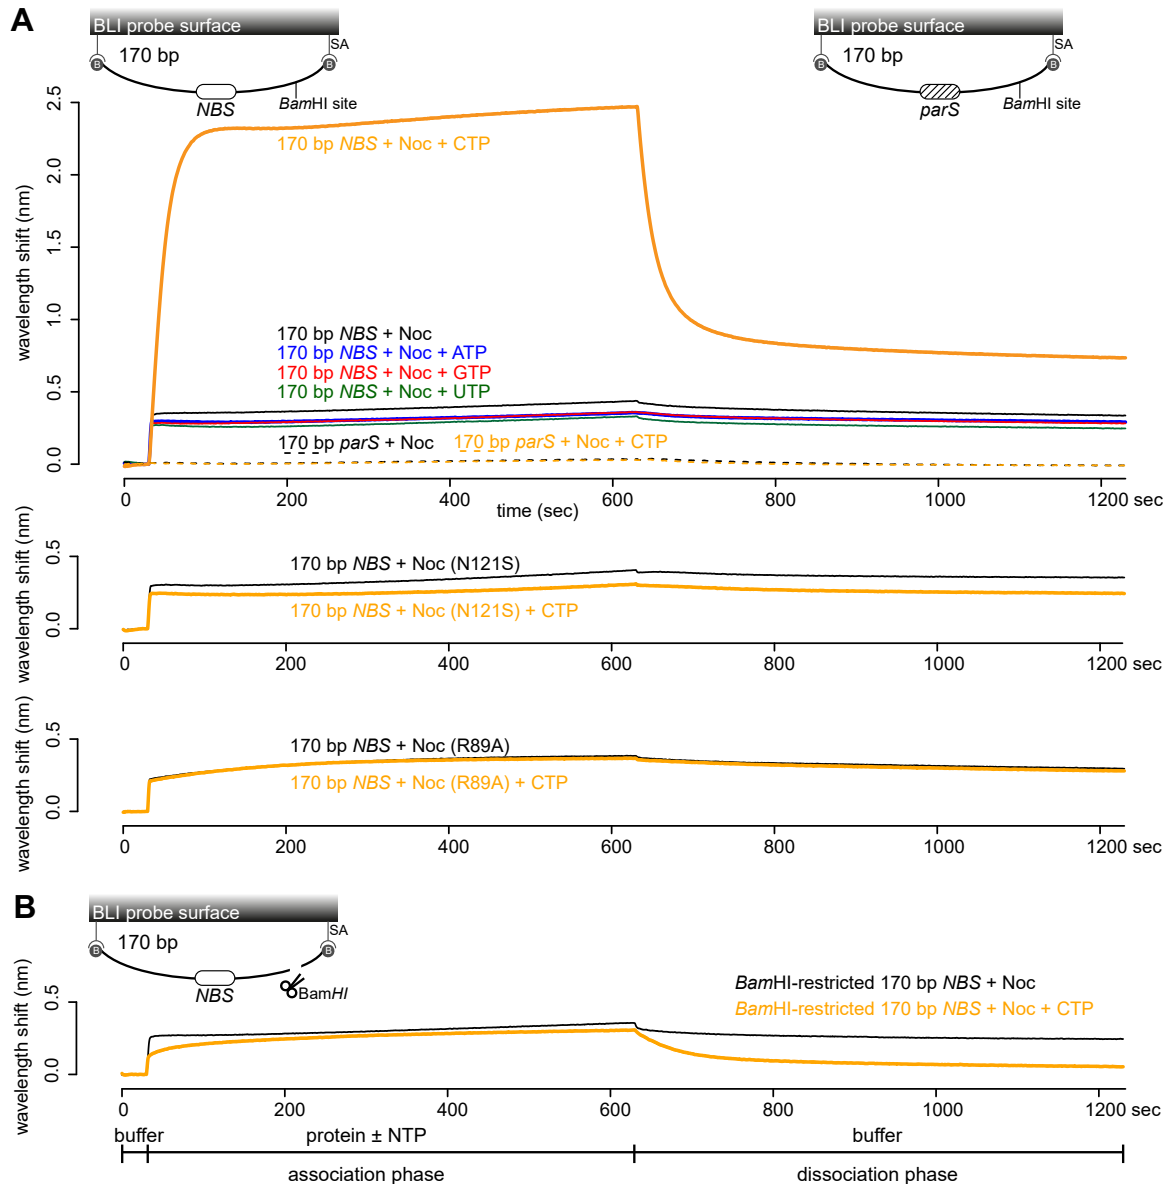 A
BLI probe surface
170 bp
SA
B
B
NBS
BamHI site
BLI probe surface
170 bp
SA
B
B
parS
BamHI site
wavelength shift (nm)
2.5
2.0
1.5
1.0
0.5
0.0
170 bp NBS + Noc + CTP
170 bp NBS + Noc
170 bp NBS + Noc + ATP
170 bp NBS + Noc + GTP
170 bp NBS + Noc + UTP
170 bp parS + Noc
170 bp parS + Noc + CTP
0 200 400 600 800 1000 1200 sec
time (sec)
wavelength shift (nm)
0.5
0.0
170 bp NBS + Noc (N121S)
170 bp NBS + Noc (N121S) + CTP
0 200 400 600 800 1000 1200 sec
wavelength shift (nm)
0.5
0.0
170 bp NBS + Noc (R89A)
170 bp NBS + Noc (R89A) + CTP
0 200 400 600 800 1000 1200 sec
B
BLI probe surface
170 bp
SA
B
B
NBS
BamHI
wavelength shift (nm)
0.5
0.0
BamHI-restricted 170 bp NBS + Noc
BamHI-restricted 170 bp NBS + Noc + CTP
0 200 400 600 800 1000 1200 sec
buffer protein ± NTP buffer
association phase dissociation phase